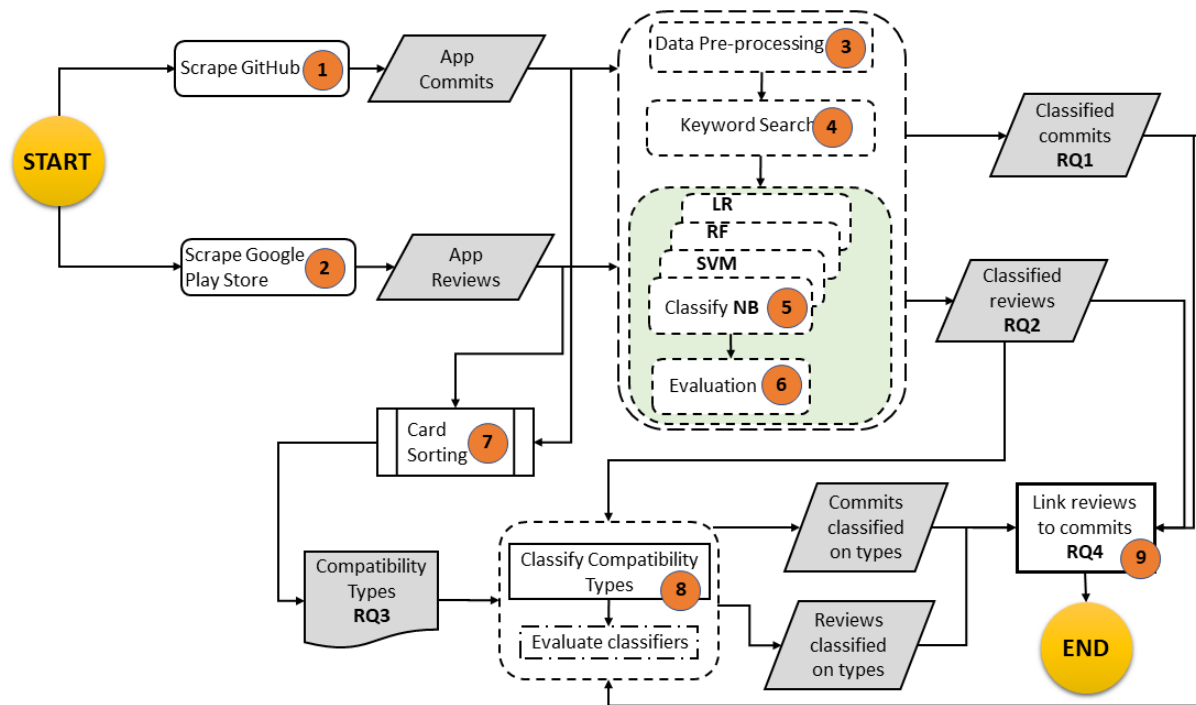 START
Scrape GitHub
1
App
Commits
Scrape Google
Play Store
2
App
Reviews
Data Pre-processing
3
Keyword Search
4
LR
RF
SVM
Classify NB
5
Evaluation
6
Classified
commits
RQ1
Classified
reviews
RQ2
Card
Sorting
7
Compatibility
Types
RQ3
Classify Compatibility
Types
8
Evaluate classifiers
Commits
classified
on types
Reviews
classified
on types
Link reviews
to commits
RQ4
9
END